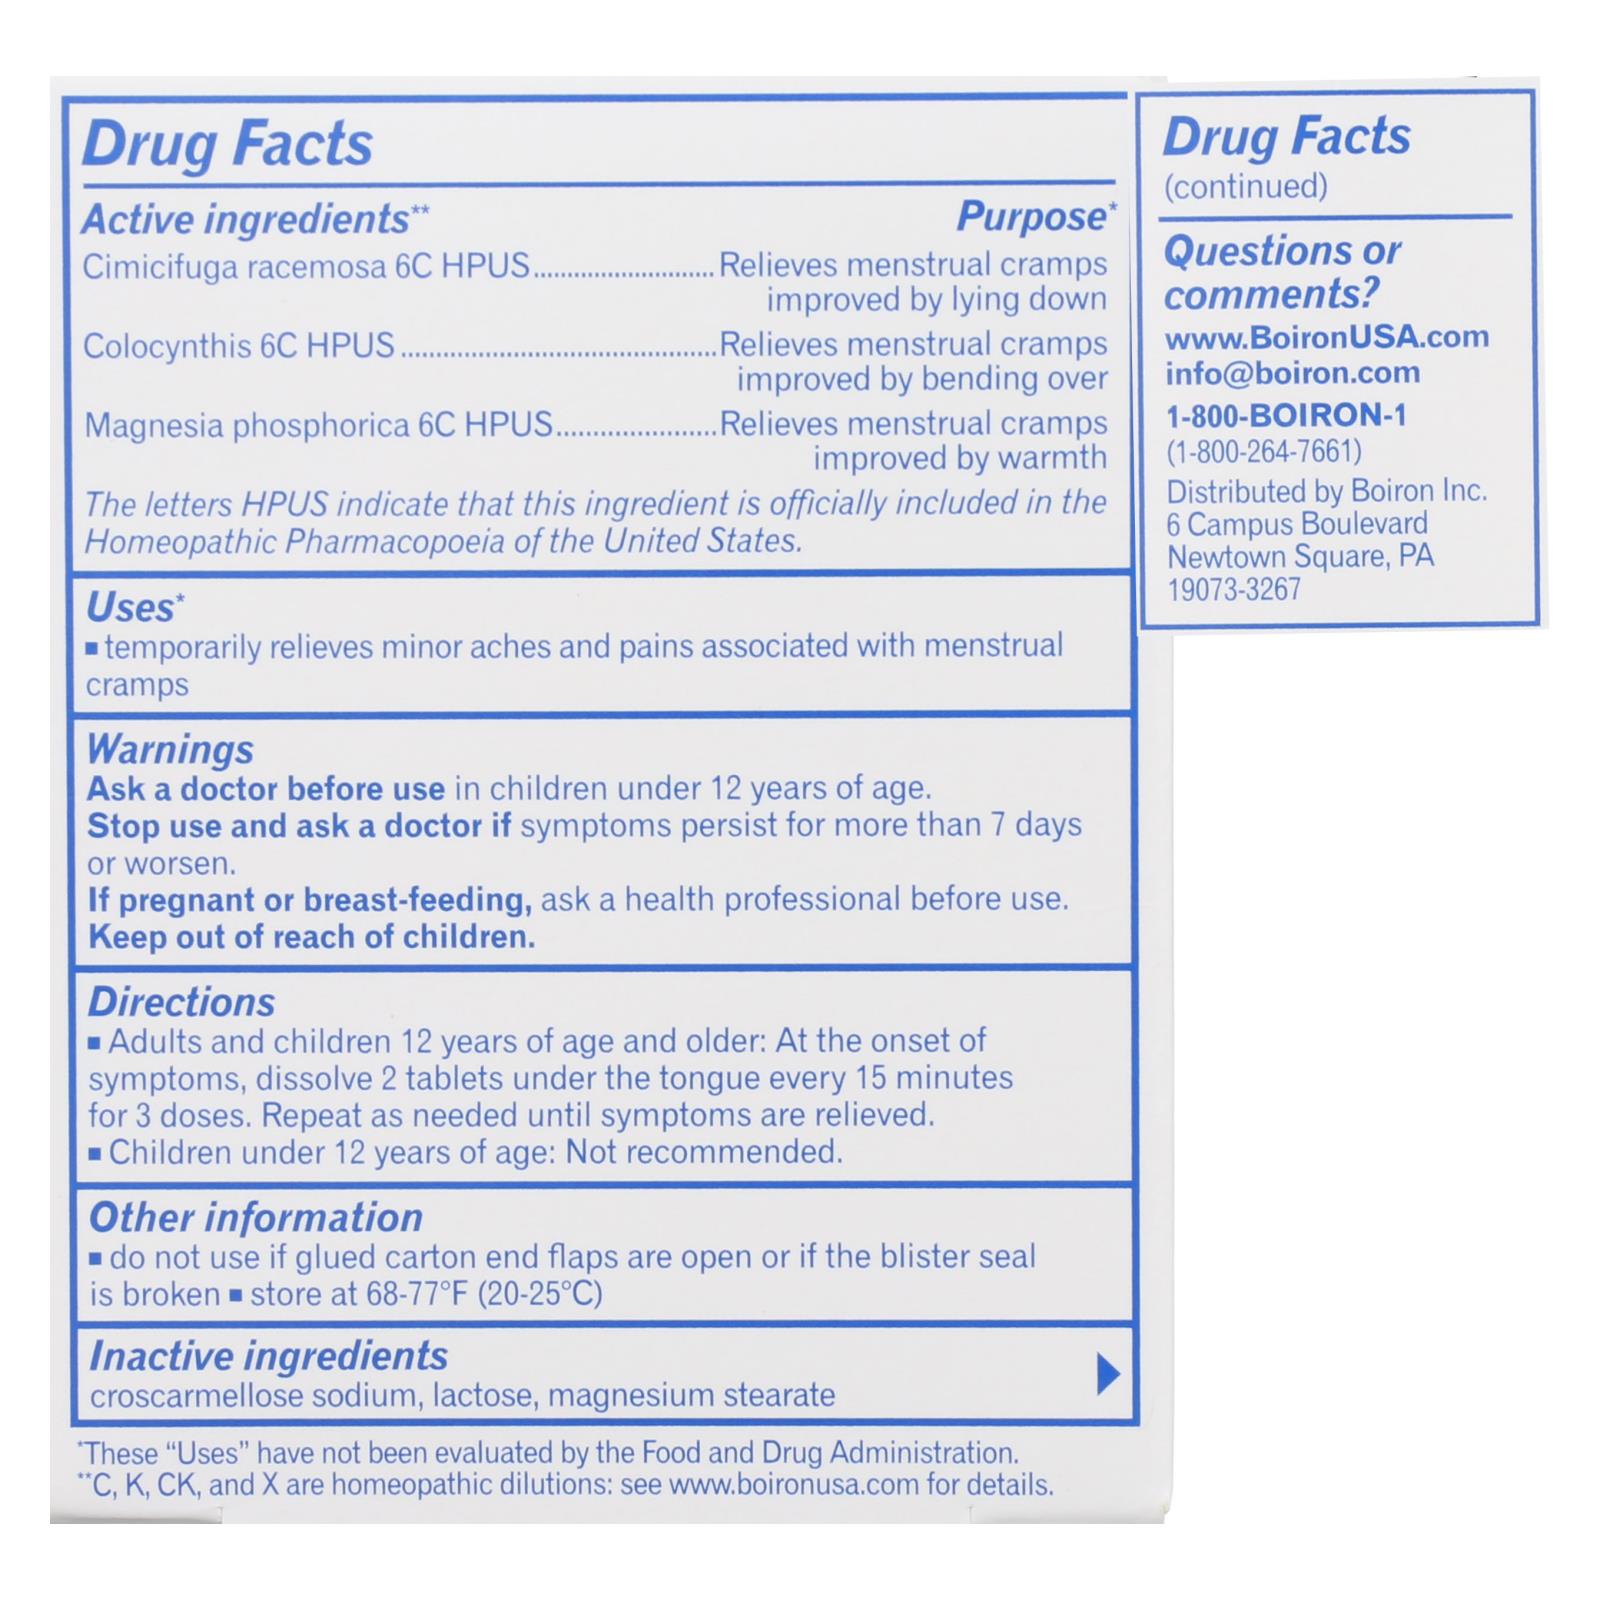 Drug Facts
Active ingredients** Purpose*
Cimicifuga racemosa 6C HPUS........................Relieves menstrual cramps
improved by lying down
Colocynthis 6C HPUS..........................................Relieves menstrual cramps
improved by bending over
Magnesia phosphorica 6C HPUS......................Relieves menstrual cramps
improved by warmth
The letters HPUS indicate that this ingredient is officially included in the
Homeopathic Pharmacopoeia of the United States.
Uses*
▪ temporarily relieves minor aches and pains associated with menstrual
cramps
Warnings
Ask a doctor before use in children under 12 years of age.
Stop use and ask a doctor if symptoms persist for more than 7 days
or worsen.
If pregnant or breast-feeding, ask a health professional before use.
Keep out of reach of children.
Directions
▪ Adults and children 12 years of age and older: At the onset of
symptoms, dissolve 2 tablets under the tongue every 15 minutes
for 3 doses. Repeat as needed until symptoms are relieved.
▪ Children under 12 years of age: Not recommended.
Other information
▪ do not use if glued carton end flaps are open or if the blister seal
is broken ▪ store at 68-77°F (20-25°C)
Inactive ingredients
croscarmellose sodium, lactose, magnesium stearate
*These “Uses” have not been evaluated by the Food and Drug Administration.
**C, K, CK, and X are homeopathic dilutions: see www.boironusa.com for details.
Drug Facts
(continued)
Questions or
comments?
www.BoironUSA.com
info@boiron.com
1-800-BOIRON-1
(1-800-264-7661)
Distributed by Boiron Inc.
6 Campus Boulevard
Newtown Square, PA
19073-3267